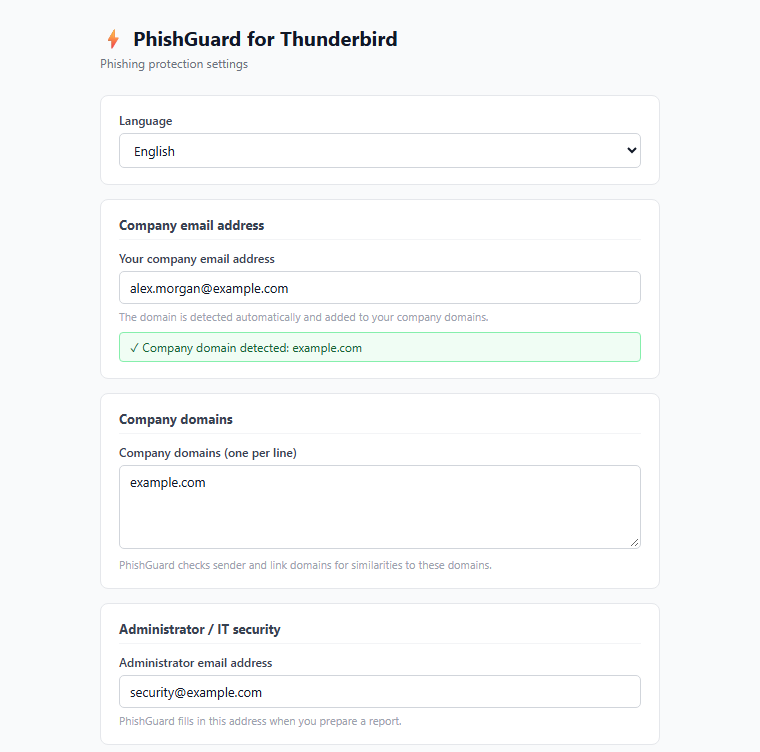 PhishGuard for Thunderbird
Phishing protection settings
Language
English
Company email address
Your company email address
alex.morgan@example.com
The domain is detected automatically and added to your company domains.
✓ Company domain detected: example.com
Company domains
Company domains (one per line)
example.com
PhishGuard checks sender and link domains for similarities to these domains.
Administrator / IT security
Administrator email address
security@example.com
PhishGuard fills in this address when you prepare a report.